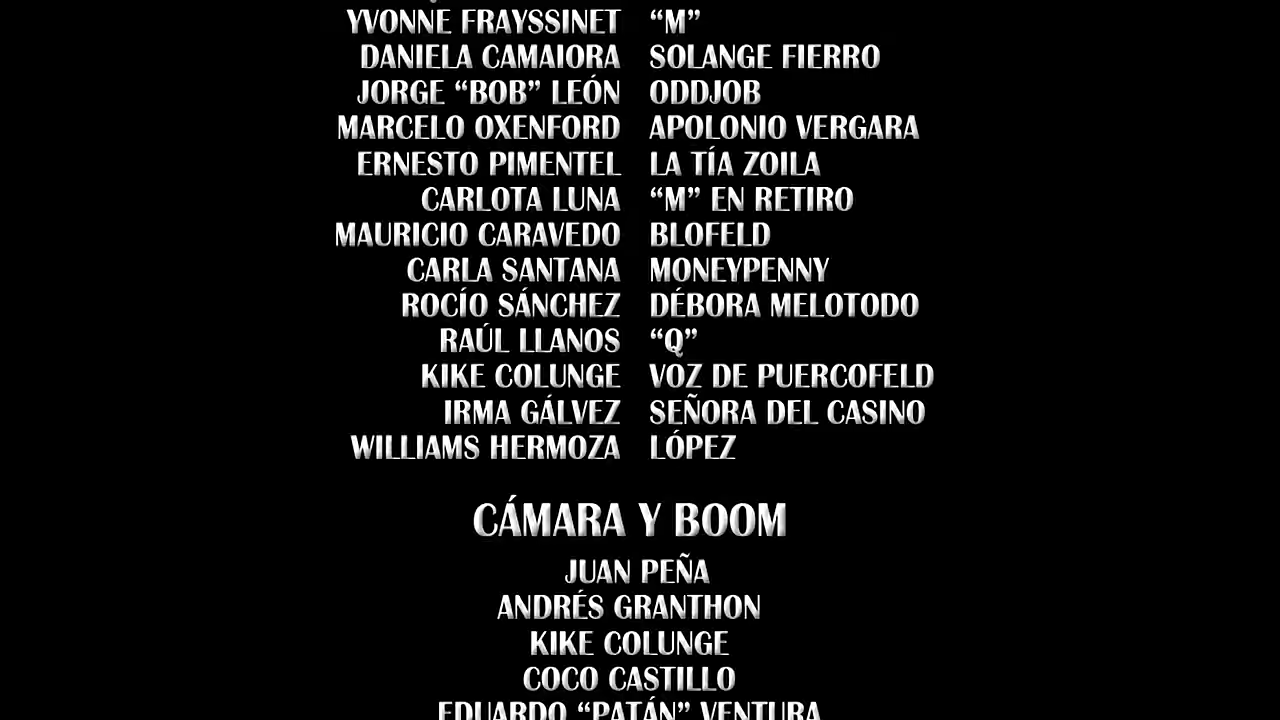 YVONNE FRAYSSINET “M”
DANIELA CAMAIORA SOLANGE FIERRO
JORGE “BOB” LEÓN ODDJOB
MARCELO OXENFORD APOLONIO VERGARA
ERNESTO PIMENTEL LA TÍA ZOILA
CARLOTA LUNA “M” EN RETIRO
MAURICIO CARAVEDO BLOFELD
CARLA SANTANA MONEYPENNY
ROCÍO SÁNCHEZ DÉBORA MELOTODO
RAÚL LLANOS “Q”
KIKE COLUNGE VOZ DE PUERCOFELD
IRMA GÁLVEZ SEÑORA DEL CASINO
WILLIAMS HERMOZA LÓPEZ
CÁMARA Y BOOM
JUAN PEÑA
ANDRÉS GRANTHON
KIKE COLUNGE
COCO CASTILLO
EDUARDO “PATÁN” VENTURA